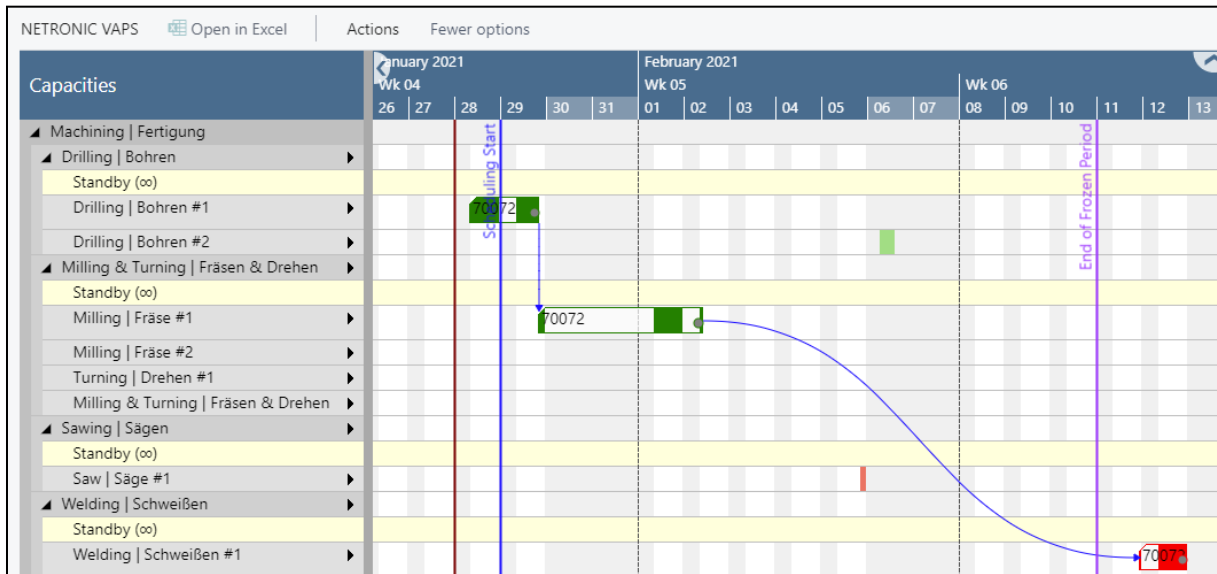 NETRONIC VAPS Open in Excel Actions Fewer options
Capacities
anuary 2021 February 2021
Wk 04 Wk 05 Wk 06
26 27 28 29 30 31 01 02 03 04 05 06 07 08 09 10 11 12 13
Machining | Fertigung
Drilling | Bohren
Standby (∞)
Drilling | Bohren #1 70072
Drilling | Bohren #2
Milling & Turning | Fräsen & Drehen
Standby (∞)
Milling | Fräse #1 70072
Milling | Fräse #2
Turning | Drehen #1
Milling & Turning | Fräsen & Drehen
Sawing | Sägen
Standby (∞)
Saw | Säge #1
Welding | Schweißen
Standby (∞)
Welding | Schweißen #1 70072
Scheduling Start
End of Frozen Period